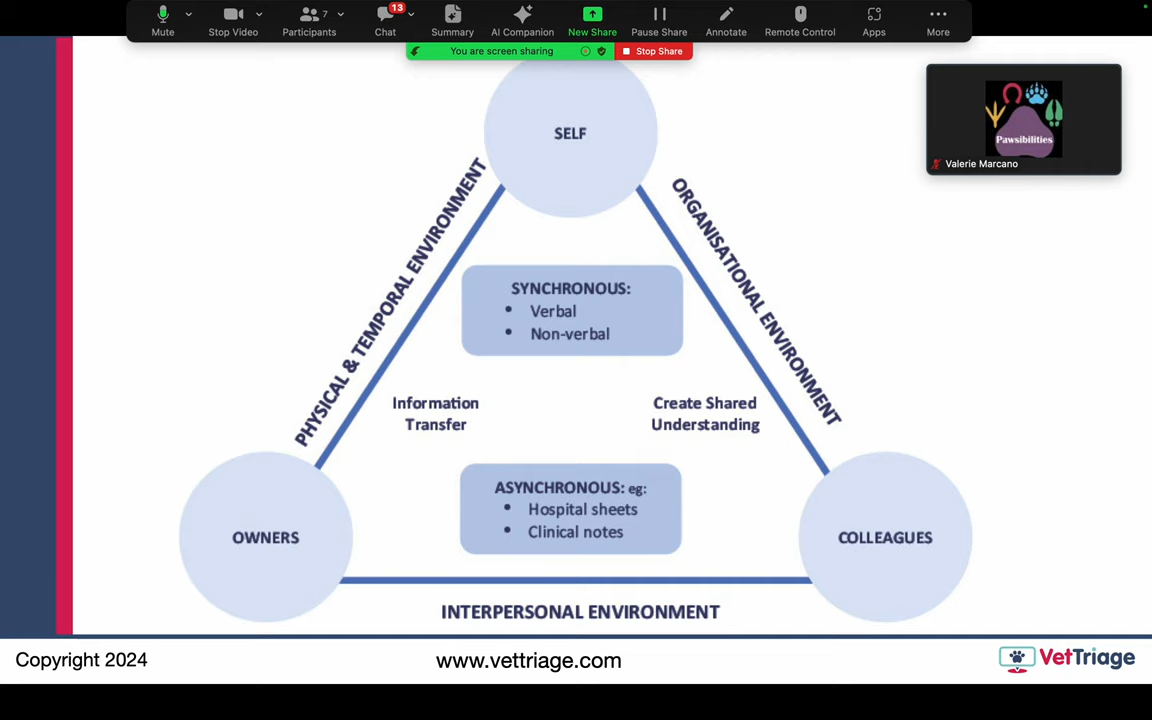 13
7
Mute
Stop Video
Participants
Chat
Summary
AI Companion
New Share
Pause Share
Annotate
Remote Control
Apps
More
You are screen sharing
Stop Share
Pawsibilities
Valerie Marcano
SELF
PHYSICAL & TEMPORAL ENVIRONMENT
ORGANISATIONAL ENVIRONMENT
SYNCHRONOUS:
• Verbal
• Non-verbal
Information
Transfer
Create Shared
Understanding
ASYNCHRONOUS: eg:
• Hospital sheets
• Clinical notes
OWNERS
COLLEAGUES
INTERPERSONAL ENVIRONMENT
Copyright 2024
www.vettriage.com
VetTriage